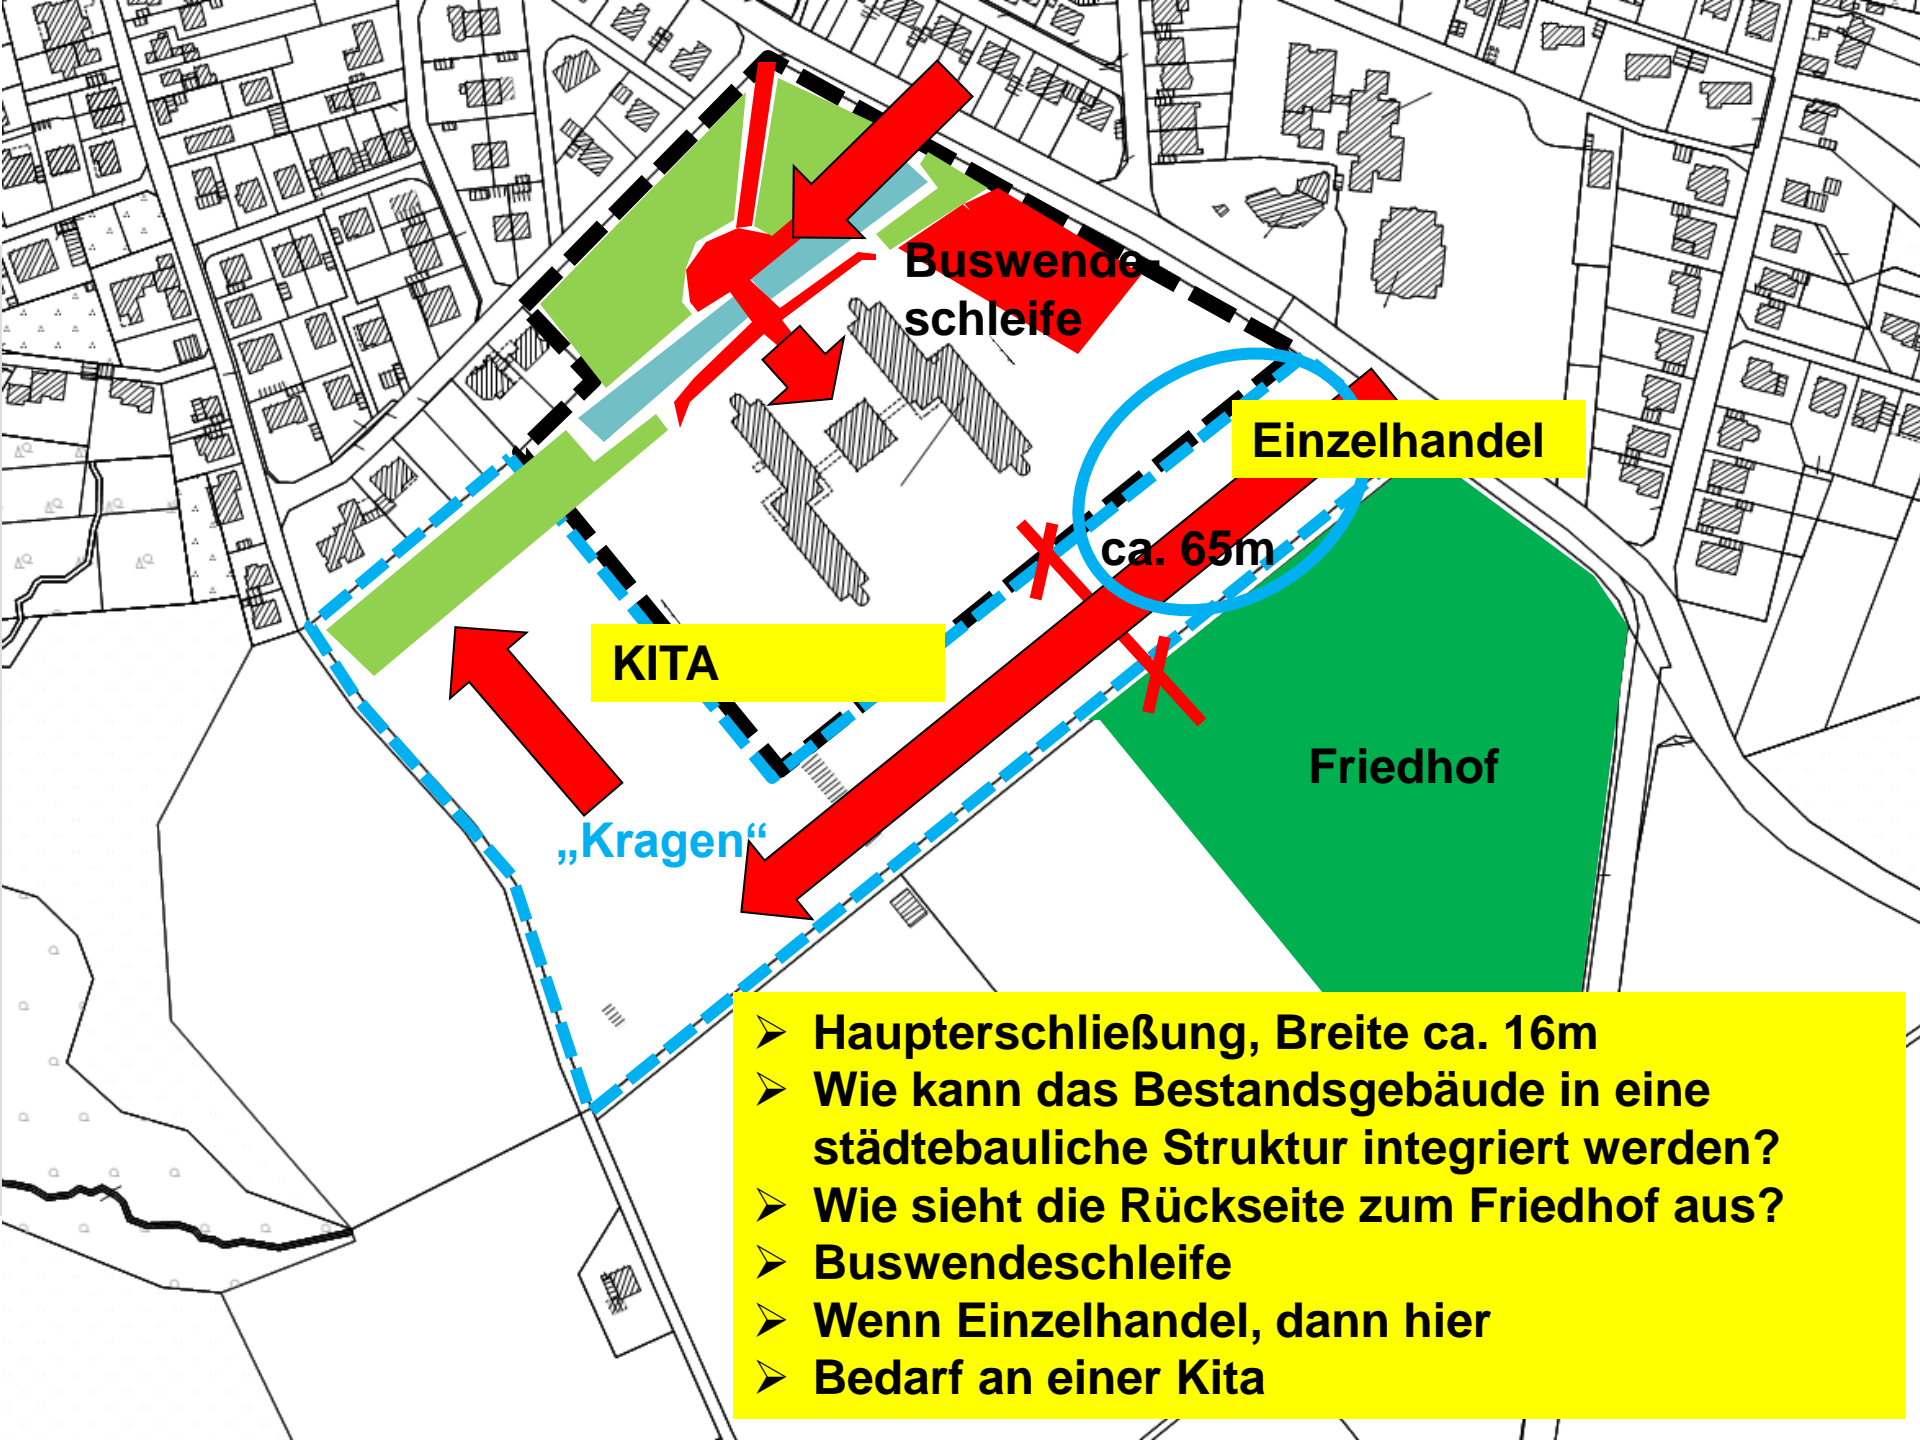 Buswende-
schleife
Einzelhandel
ca. 65m
KITA
Friedhof
„Kragen“
➢ Haupterschließung, Breite ca. 16m
➢ Wie kann das Bestandsgebäude in eine
städtebauliche Struktur integriert werden?
➢ Wie sieht die Rückseite zum Friedhof aus?
➢ Buswendeschleife
➢ Wenn Einzelhandel, dann hier
➢ Bedarf an einer Kita